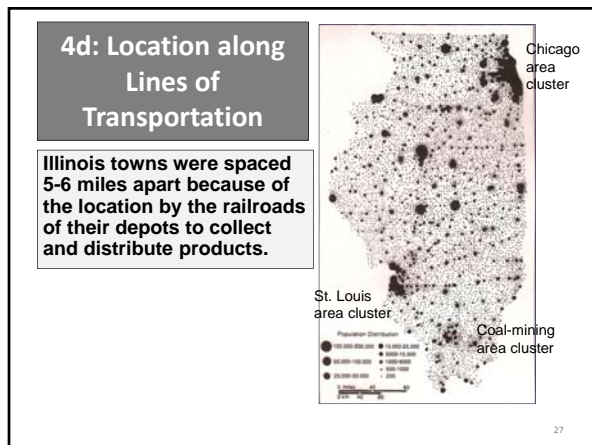 4d: Location along
Lines of
Transportation
Illinois towns were spaced
5-6 miles apart because of
the location by the railroads
of their depots to collect
and distribute products.
Chicago
area
cluster
St. Louis
area cluster
Coal-mining
area cluster
Population Distribution
27